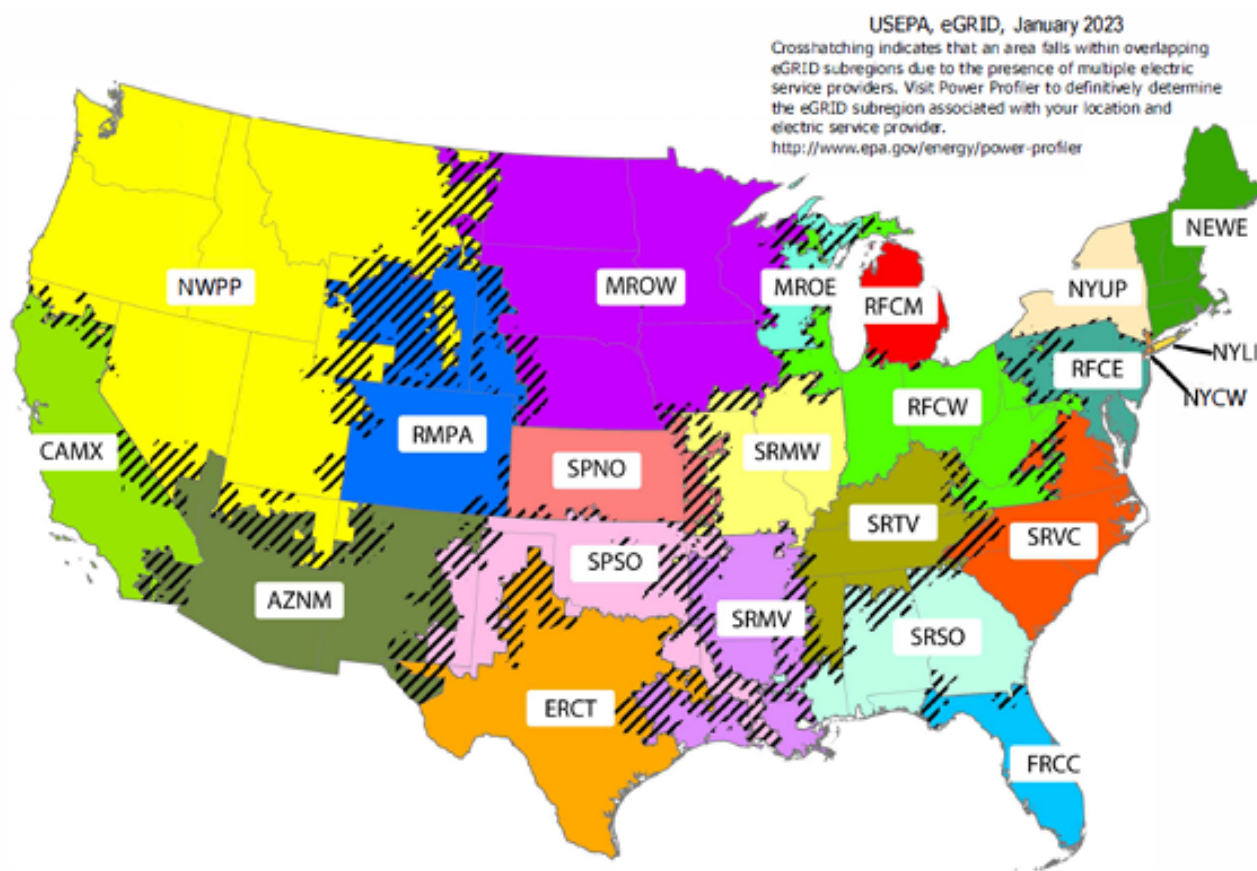 USEPA, eGRID, January 2023
Crosshatching indicates that an area falls within overlapping
eGRID subregions due to the presence of multiple electric
service providers. Visit Power Profiler to definitively determine
the eGRID subregion associated with your location and
electric service provider.
http://www.epa.gov/energy/power-profiler
NEWE
NWPP
MROW
MROE
NYUP
RFCM
NYLI
RFCE
NYCW
RFCW
CAMX
RMPA
SRMW
SPNO
SRTV
SRVC
SPSO
AZNM
SRMV
SRSO
ERCT
FRCC